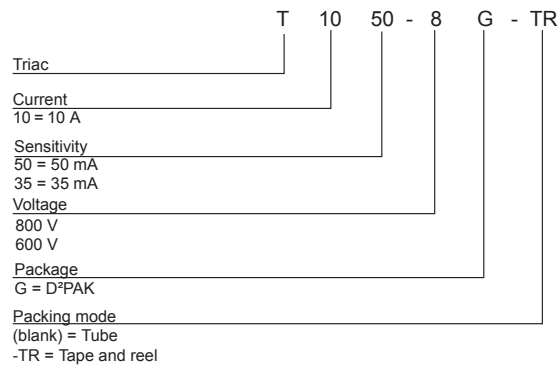 T 10 50 - 8 G - TR
Triac
Current
10 = 10 A
Sensitivity
50 = 50 mA
35 = 35 mA
Voltage
800 V
600 V
Package
G = D²PAK
Packing mode
(blank) = Tube
-TR = Tape and reel